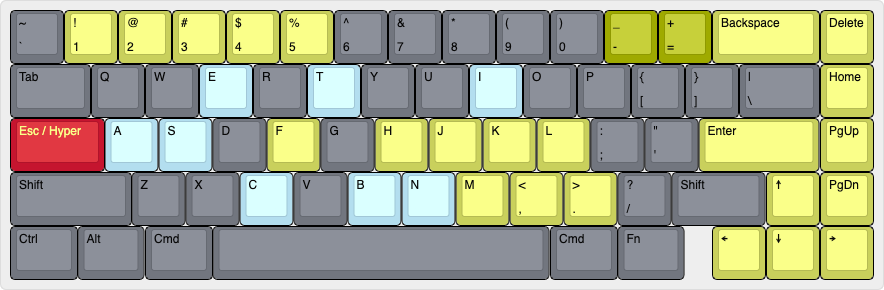 ~ ! @ # $ % ^ & * ( ) _ + Backspace Delete
` 1 2 3 4 5 6 7 8 9 0 - =
Tab Q W E R T Y U I O P { } | Home
[ ] \
Esc / Hyper A S D F G H J K L : " Enter PgUp
; '
Shift Z X C V B N M < > ? Shift ↑ PgDn
, . /
Ctrl Alt Cmd Cmd Fn ← ↓ →